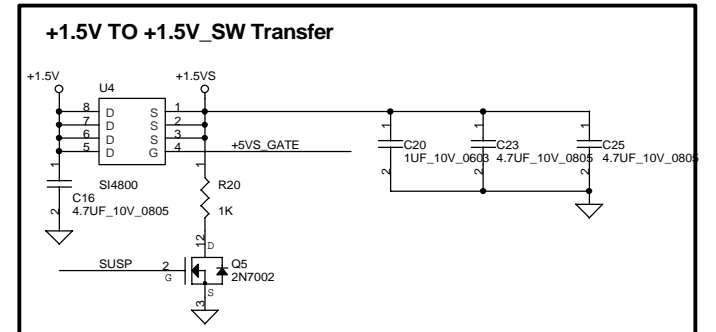 +1.5V TO +1.5V_SW Transfer
+1.5V
U4
+1.5VS
8 D S 1
7 D S 2
6 D S 3
5 D G 4
+5VS_GATE
SI4800
1
C16
2
4.7UF_10V_0805
1
R20
1K
2
1
C20
2
1UF_10V_0603
1
C23
2
4.7UF_10V_0805
1
C25
2
4.7UF_10V_0805
SUSP
2
G
1
D
Q5
2N7002
S
3